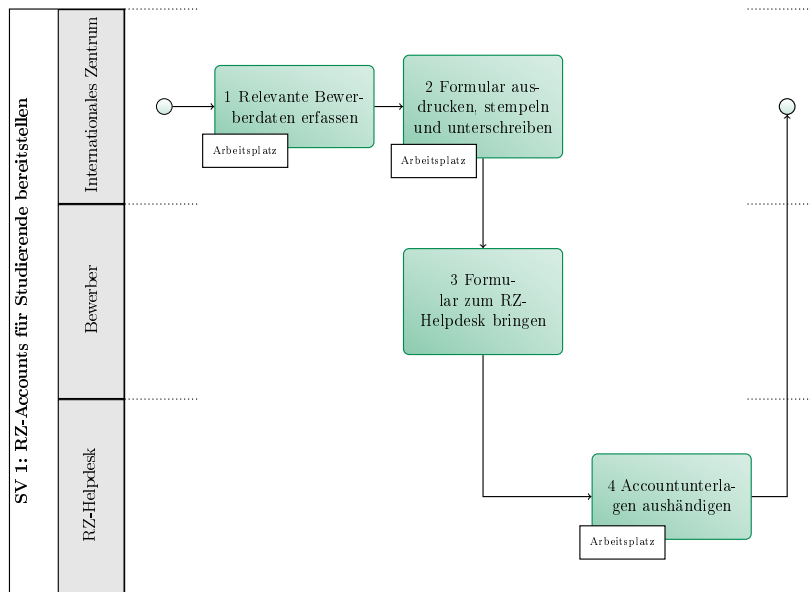 SV 1: RZ-Accounts für Studierende bereitstellen
Internationales Zentrum
1 Relevante Bewer-
berdaten erfassen
Arbeitsplatz
2 Formular aus-
drucken, stempeln
und unterschreiben
Arbeitsplatz
Bewerber
3 Formu-
lar zum RZ-
Helpdesk bringen
RZ-Helpdesk
4 Accountunterla-
gen aushändigen
Arbeitsplatz